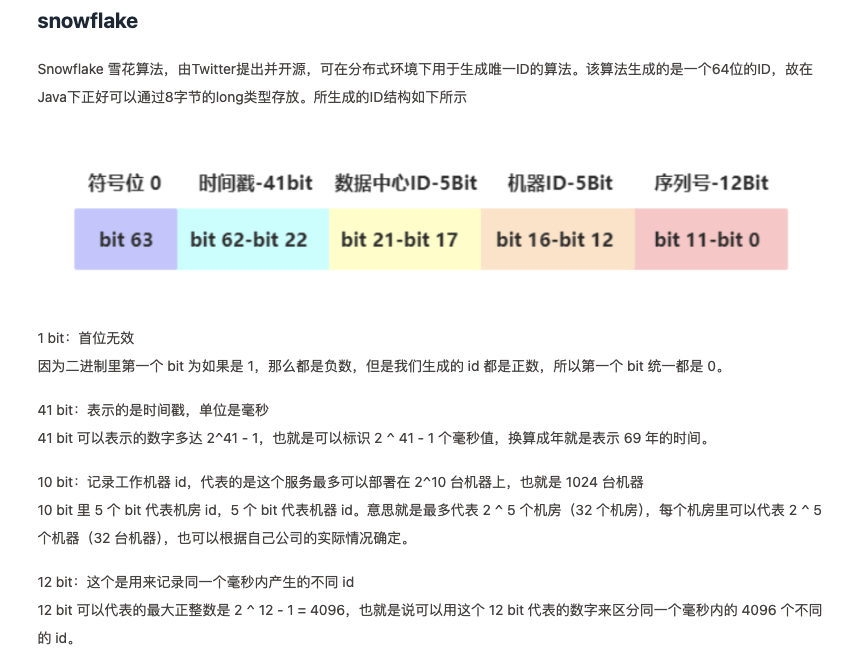 snowflake
Snowflake 雪花算法，由Twitter提出并开源，可在分布式环境下用于生成唯一ID的算法。该算法生成的是一个64位的ID，故在
Java下正好可以通过8字节的long类型存放。所生成的ID结构如下所示
符号位 0 时间戳-41bit 数据中心ID-5Bit 机器ID-5Bit 序列号-12Bit
bit 63 bit 62-bit 22 bit 21-bit 17 bit 16-bit 12 bit 11-bit 0
1 bit：首位无效
因为二进制里第一个 bit 为如果是 1，那么都是负数，但是我们生成的 id 都是正数，所以第一个 bit 统一都是 0。
41 bit：表示的是时间戳，单位是毫秒
41 bit 可以表示的数字多达 2^41 - 1，也就是可以标识 2 ^ 41 - 1 个毫秒值，换算成年就是表示 69 年的时间。
10 bit：记录工作机器 id，代表的是这个服务最多可以部署在 2^10 台机器上，也就是 1024 台机器
10 bit 里 5 个 bit 代表机房 id，5 个 bit 代表机器 id。意思就是最多代表 2 ^ 5 个机房（32 个机房），每个机房里可以代表 2 ^ 5
个机器（32 台机器），也可以根据自己公司的实际情况确定。
12 bit：这个是用来记录同一个毫秒内产生的不同 id
12 bit 可以代表的最大正整数是 2 ^ 12 - 1 = 4096，也就是说可以用这个 12 bit 代表的数字来区分同一个毫秒内的 4096 个不同
的 id。